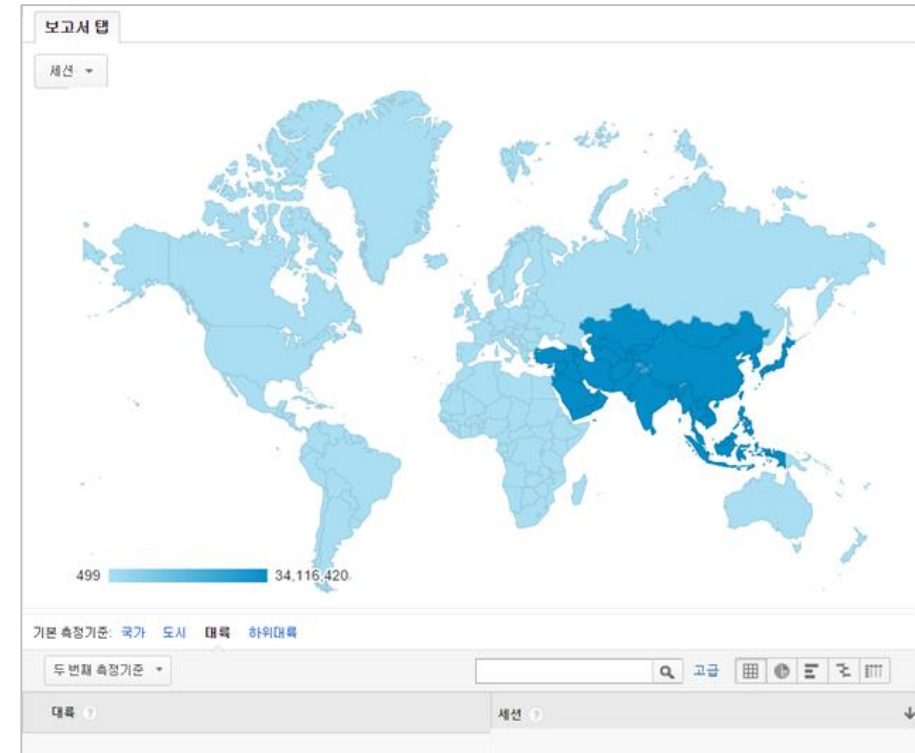 보고서 탭
세션
499 34,116,420
기본 측정기준: 국가 도시 대륙 하위대륙
두 번째 측정기준 고급
대륙 ? 세션 ?